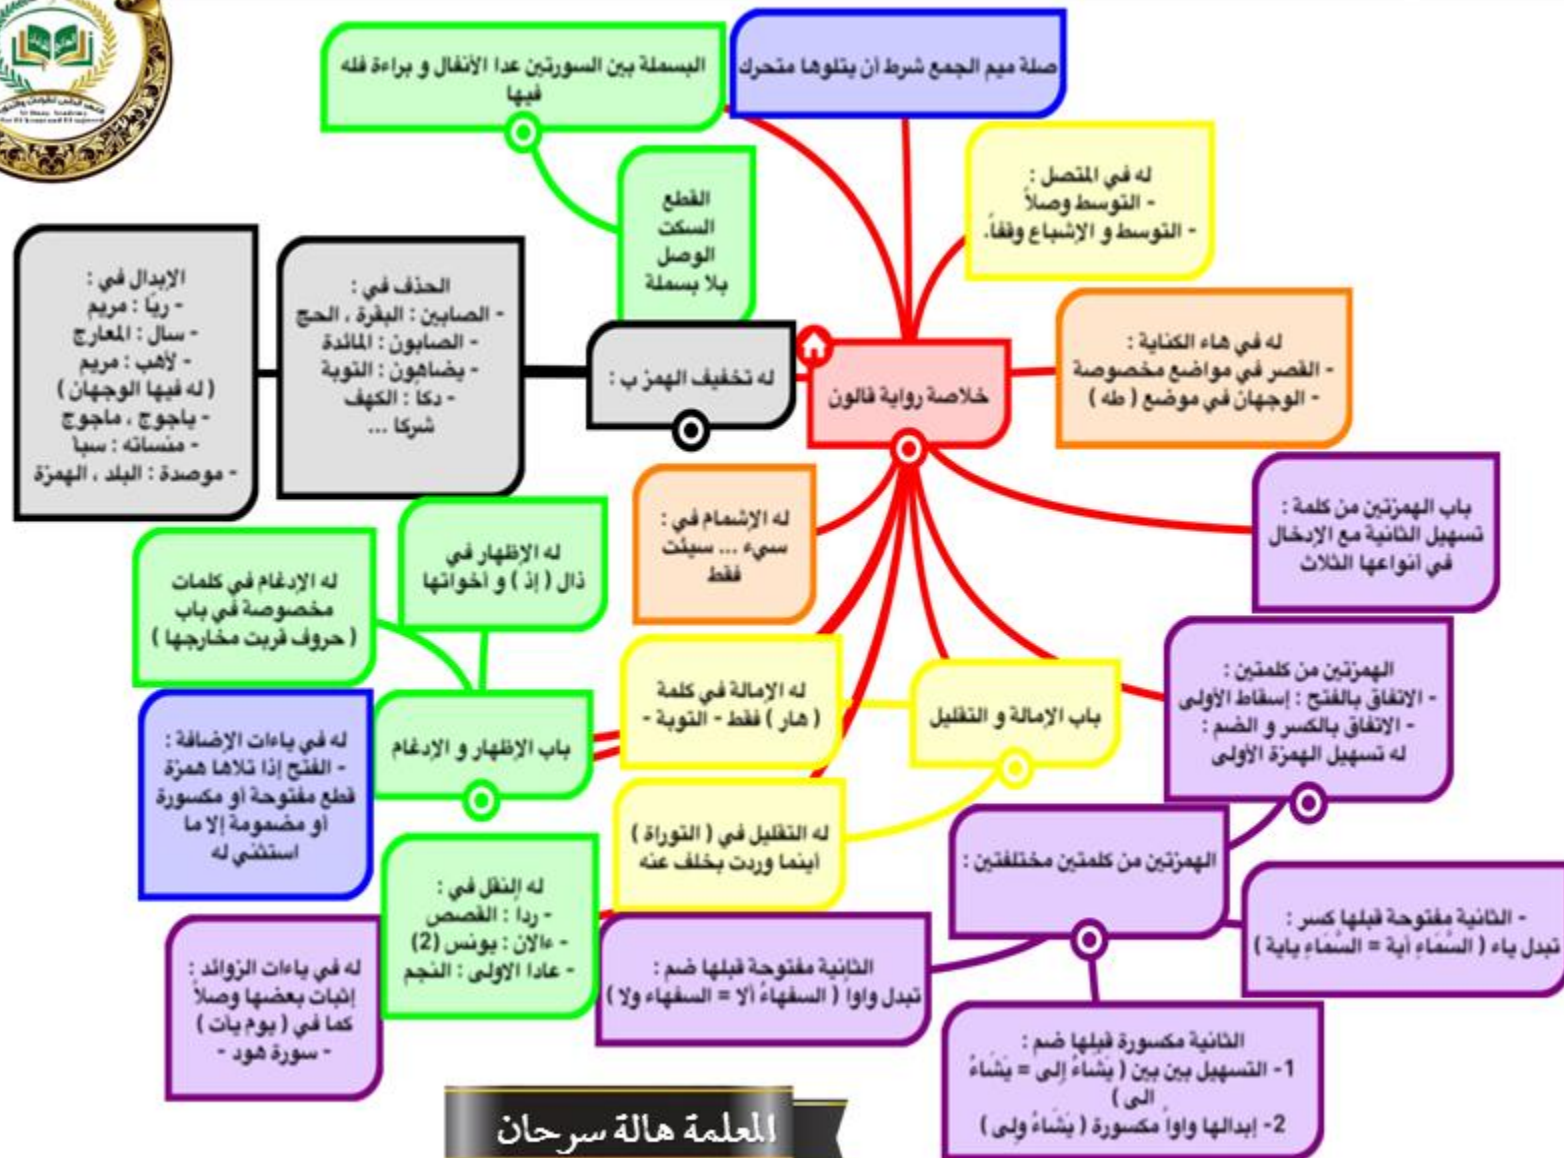 صلة ميم الجمع شرط أن يتلوها متحرك
البسملة بين السورتين عدا الأنفال و براءة فله
فيها
القطع
السكت
الوصل
بلا بسملة
له في المتصل :
- التوسط وصلاً
- التوسط و الإشباع وقفاً.
خلاصة رواية قالون
له في هاء الكناية :
- القصر في مواضع مخصوصة
- الوجهان في موضع ( طه )
له تخفيف الهمز ب :
الحذف في :
- الصابين : البقرة ، الحج
- الصابون : المائدة
- يضاهون : التوبة
- دكا : الكهف
شركا ...
الإبدال في :
- ريّا : مريم
- سال : المعارج
- لأهب : مريم
( له فيها الوجهان )
- ياجوج ، ماجوج
- منساته : سبأ
- موصدة : البلد ، الهمزة
باب الهمزتين من كلمة :
تسهيل الثانية مع الإدخال
في أنواعها الثلاث
له الإشمام في :
سيء ... سيئت
فقط
له الإظهار في
ذال ( إذ ) و أخواتها
له الإدغام في كلمات
مخصوصة في باب
( حروف قربت مخارجها )
باب الإظهار و الإدغام
الهمزتين من كلمتين :
- الاتفاق بالفتح : إسقاط الأولى
- الاتفاق بالكسر و الضم :
له تسهيل الهمزة الأولى
باب الإمالة و التقليل
له الإمالة في كلمة
( هار ) فقط - التوبة -
له التقليل في ( التوراة )
أينما وردت بخلف عنه
له في ياءات الإضافة :
- الفتح إذا تلاها همزة
قطع مفتوحة أو مكسورة
أو مضمومة إلا ما
استثني له
له النقل في :
- ردا : القصص
- ءالان : يونس (2)
- عادا الاولى : النجم
له في ياءات الزوائد :
إثبات بعضها وصلاً
كما في ( يوم يات )
- سورة هود -
الهمزتين من كلمتين مختلفتين :
- الثانية مفتوحة قبلها كسر :
تبدل ياء ( السَّمَاءِ أية = السَّمَاءِ ياية )
الثانية مفتوحة قبلها ضم :
تبدل واواً ( السفهاءُ ألا = السفهاء ولا )
الثانية مكسورة قبلها ضم :
1- التسهيل بين بين ( يَشَاءُ إلى = يَشَاءُ
الى )
2- إبدالها واواً مكسورة ( يَشَاءُ وِلى )
المعلمة هالة سرحان